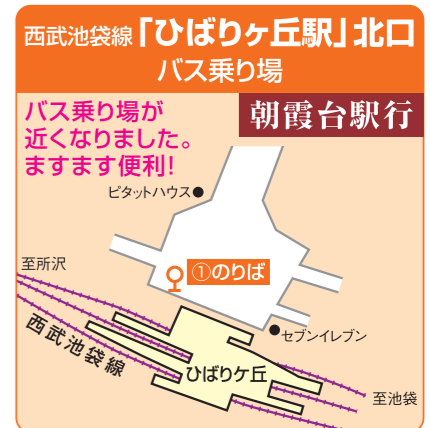 西武池袋線「ひばりヶ丘駅」北口
バス乗り場
朝霞台駅行
バス乗り場が
近くなりました。
ますます便利!
ピタットハウス
至所沢
①のりば
西武池袋線
セブンイレブン
ひばりケ丘
至池袋